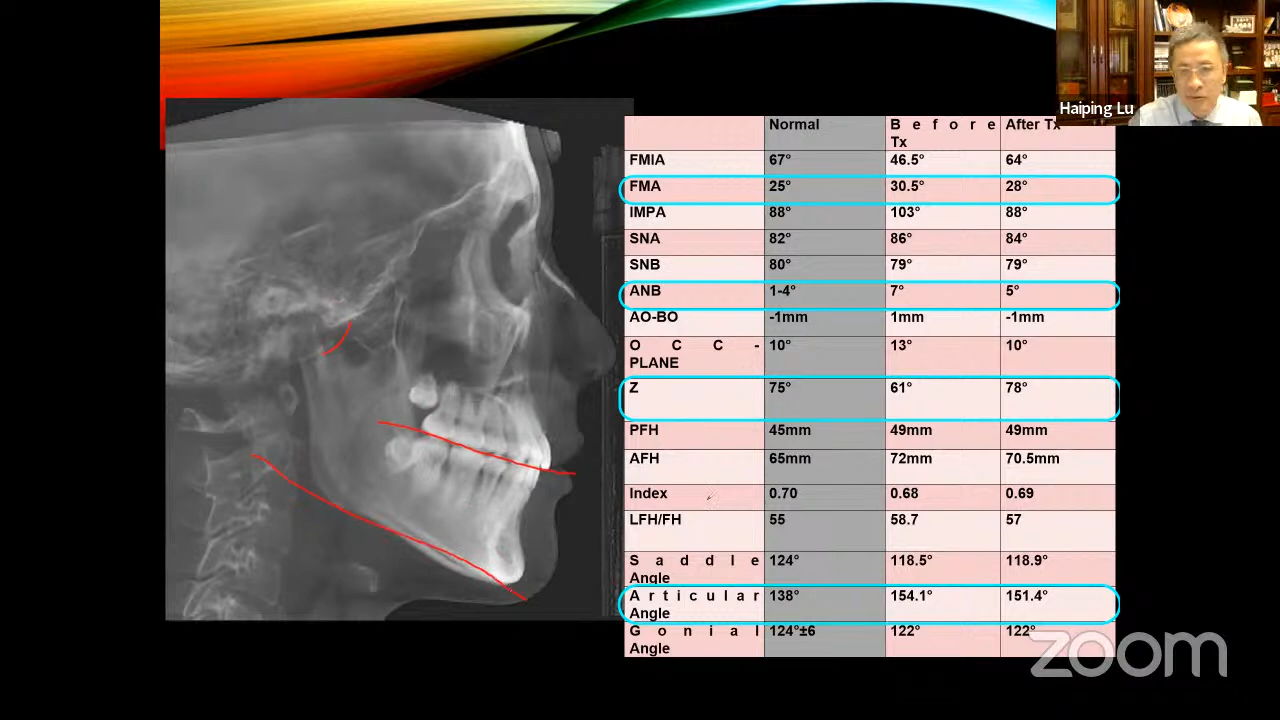 Haiping Lu
Normal B e f o r e After Tx
Tx
FMIA 67° 46.5° 64°
FMA 25° 30.5° 28°
IMPA 88° 103° 88°
SNA 82° 86° 84°
SNB 80° 79° 79°
ANB 1-4° 7° 5°
AO-BO -1mm 1mm -1mm
O C C - 10° 13° 10°
PLANE
Z 75° 61° 78°
PFH 45mm 49mm 49mm
AFH 65mm 72mm 70.5mm
Index 0.70 0.68 0.69
LFH/FH 55 58.7 57
S a d d l e 124° 118.5° 118.9°
Angle
A r t i c u l a r 138° 154.1° 151.4°
Angle
G o n i a l 124°±6 122° 122°
Angle
zoom